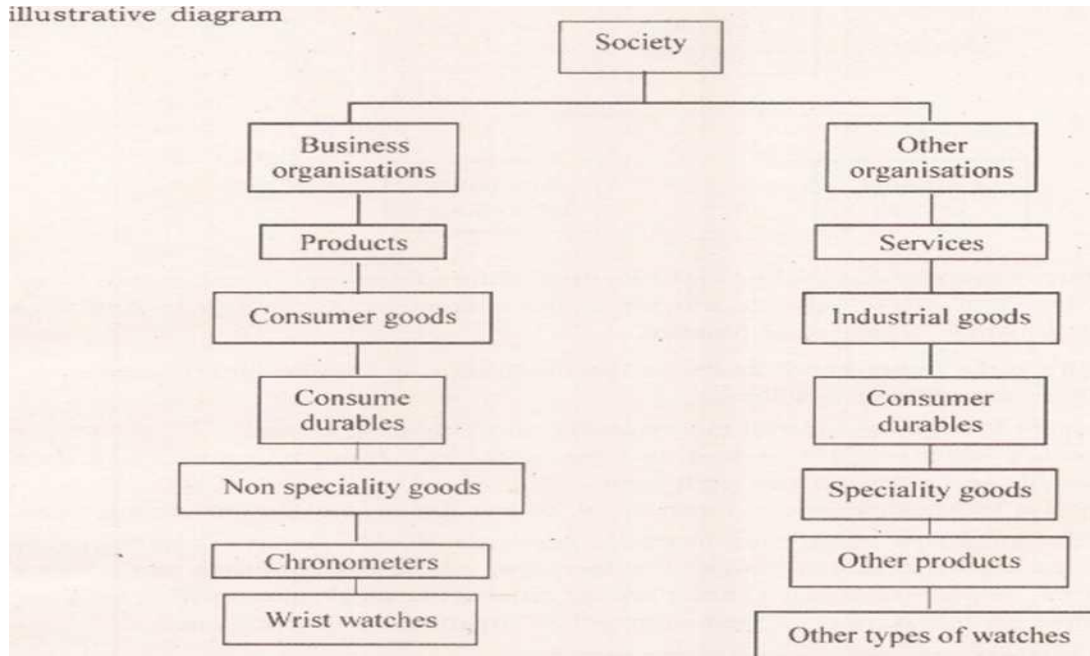 illustrative diagram
Society
Business
organisations
Other
organisations
Products
Services
Consumer goods
Industrial goods
Consume
durables
Consumer
durables
Non speciality goods
Speciality goods
Chronometers
Other products
Wrist watches
Other types of watches